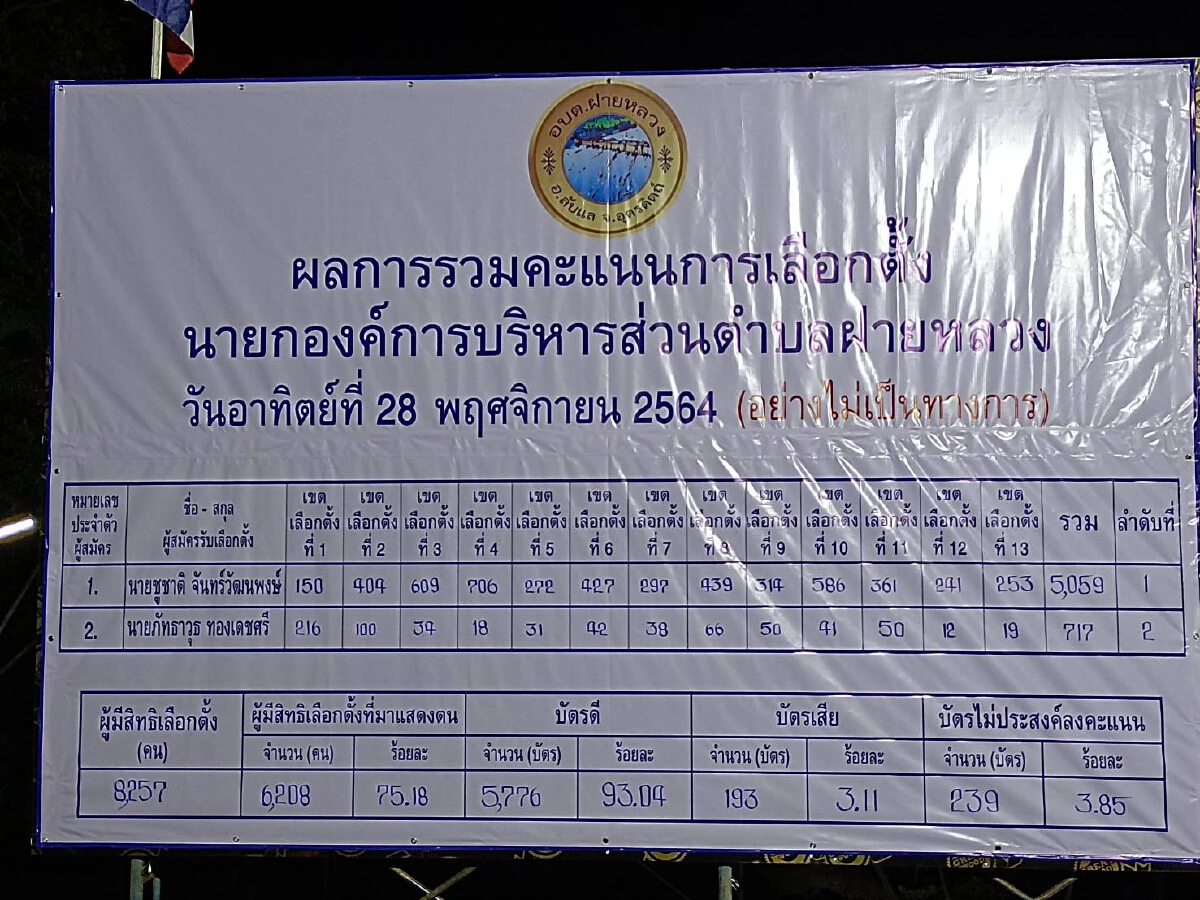 อบต.ฝายหลวง
อ.ลับแล จ.อุตรดิตถ์
ผลการรวมคะแนนการเลือกตั้ง
นายกองค์การบริหารส่วนตำบลฝายหลวง
วันอาทิตย์ที่ 28 พฤศจิกายน 2564 (อย่างไม่เป็นทางการ)
หมายเลขประจำตัวผู้สมัคร ชื่อ - สกุล ผู้สมัครรับเลือกตั้ง เขตเลือกตั้งที่ 1 เขตเลือกตั้งที่ 2 เขตเลือกตั้งที่ 3 เขตเลือกตั้งที่ 4 เขตเลือกตั้งที่ 5 เขตเลือกตั้งที่ 6 เขตเลือกตั้งที่ 7 เขตเลือกตั้งที่ 8 เขตเลือกตั้งที่ 9 เขตเลือกตั้งที่ 10 เขตเลือกตั้งที่ 11 เขตเลือกตั้งที่ 12 เขตเลือกตั้งที่ 13 รวม ลำดับที่
1. นายชูชาติ จันทร์วัฒนพงษ์ 150 404 609 706 272 427 297 439 314 586 361 241 253 5,059 1
2. นายภัทธาวุธ ทองเดชศรี 216 100 34 18 31 42 38 66 50 41 50 12 19 717 2
ผู้มีสิทธิเลือกตั้ง (คน) ผู้มีสิทธิเลือกตั้งที่มาแสดงตน บัตรดี บัตรเสีย บัตรไม่ประสงค์ลงคะแนน
จำนวน (คน) ร้อยละ จำนวน (บัตร) ร้อยละ จำนวน (บัตร) ร้อยละ จำนวน (บัตร) ร้อยละ
8,257 6,208 75.18 5,776 93.04 193 3.11 239 3.85